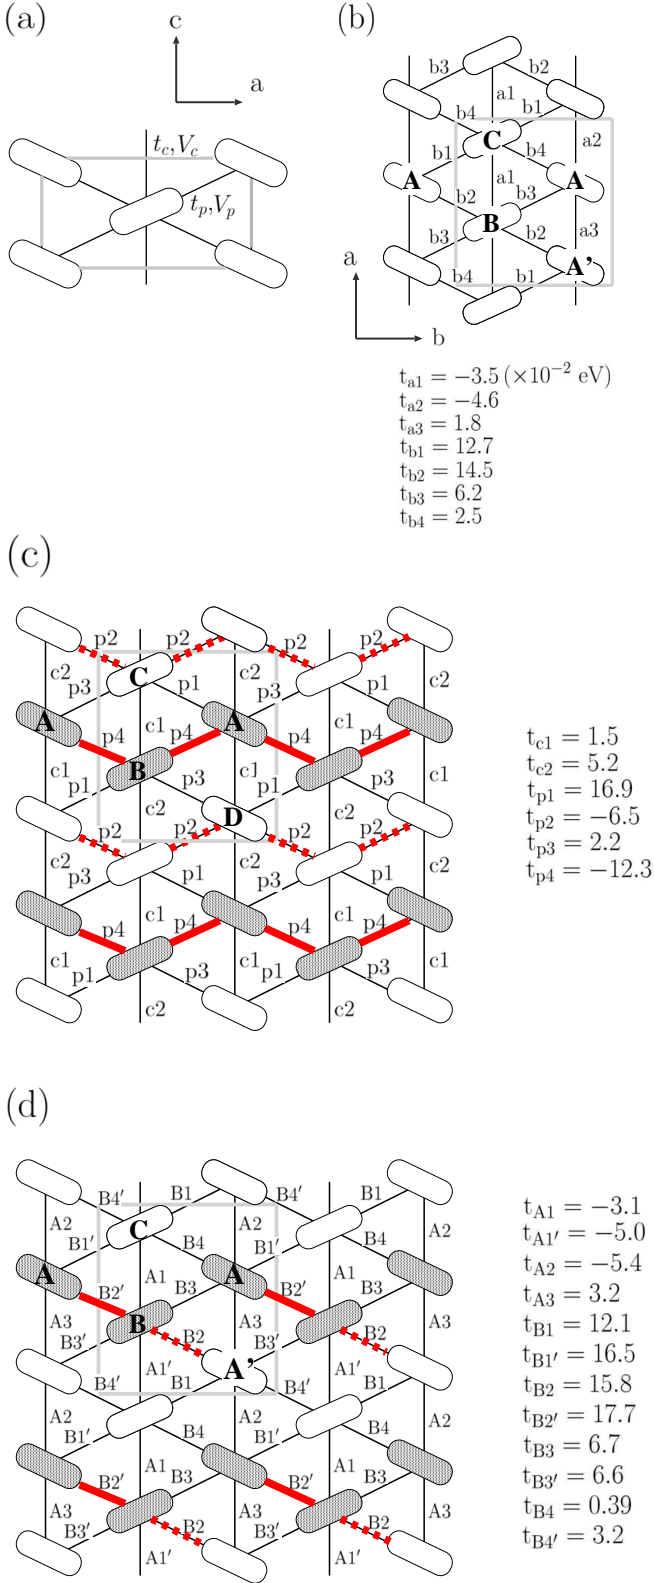 (a)
c
a
t_c,V_c
t_p,V_p
(b)
b3 b2
a1
b4 b1
C a2
b1 b4
A a1 A
b2 b3
B
b3 b2 a3
A'
b4 b1
a
b
t_a1 = −3.5 (×10^−2 eV)
t_a2 = −4.6
t_a3 = 1.8
t_b1 = 12.7
t_b2 = 14.5
t_b3 = 6.2
t_b4 = 2.5
(c)
p2 p2 p2 p2
c2 C c2 c2
p3 p1 p3 p1
A c1 A c1
p4 p4 p4 p4
c1 B c1 c1
p1 p3 p1 p3
c2 D c2
p2 p2 p2 p2
c2 c2 c2
p3 p1 p3 p1
c1 c1
p4 p4 p4 p4
c1 c1 c1
p1 p3 p1 p3
c2 c2
t_c1 = 1.5
t_c2 = 5.2
t_p1 = 16.9
t_p2 = −6.5
t_p3 = 2.2
t_p4 = −12.3
(d)
B4′ B1 B4′ B1
A2 C A2 A2
B1′ B4 B1′ B4
A A1 A A1
B2′ B3 B2′ B3
A3 B A3 A3
B3′ B2 B3′ B2
A1′ A' A1′
B4′ B1 B4′ B1
A2 A2 A2
B1′ B4 B1′ B4
A1 A1
B2′ B3 B2′ B3
A3 A3 A3
B3′ B2 B3′ B2
A1′ A1′
t_A1 = −3.1
t_A1′ = −5.0
t_A2 = −5.4
t_A3 = 3.2
t_B1 = 12.1
t_B1′ = 16.5
t_B2 = 15.8
t_B2′ = 17.7
t_B3 = 6.7
t_B3′ = 6.6
t_B4 = 0.39
t_B4′ = 3.2